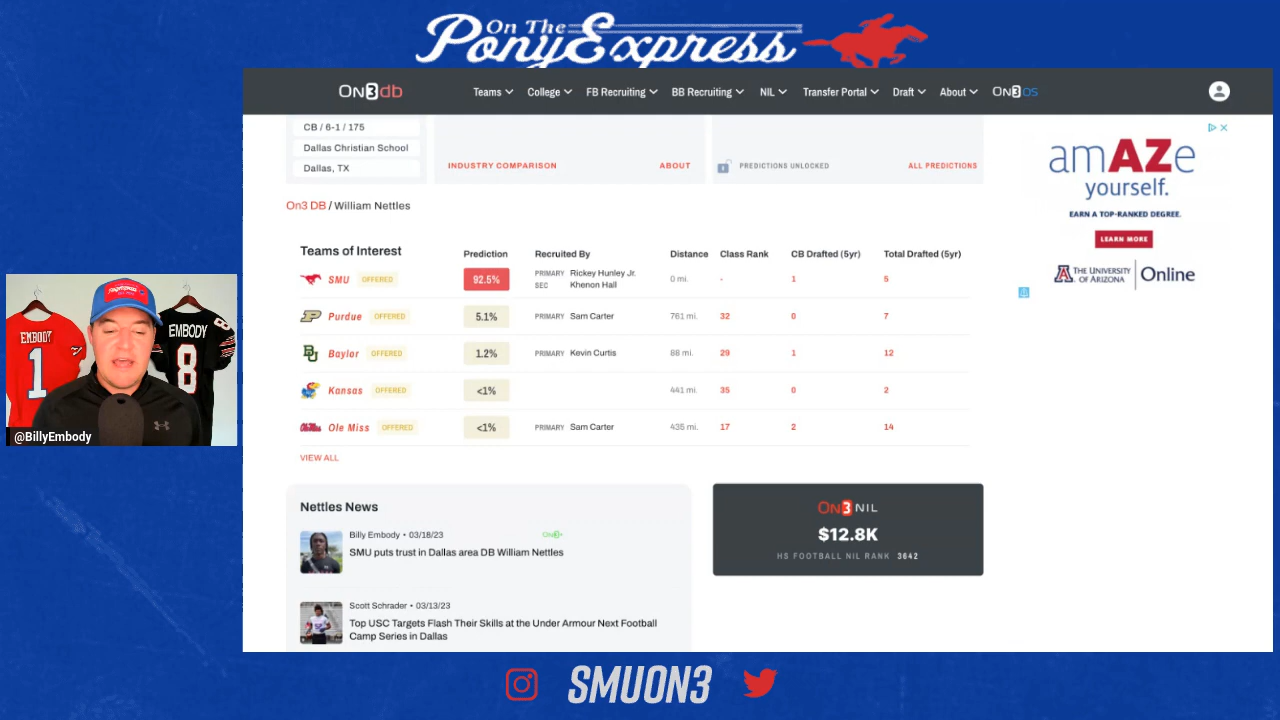 On The
PonyExpress
On3db
Teams College FB Recruiting BB Recruiting NIL Transfer Portal Draft About On3OS
CB / 6-1 / 175
Dallas Christian School
Dallas, TX
INDUSTRY COMPARISON ABOUT
PREDICTIONS UNLOCKED ALL PREDICTIONS
On3 DB / William Nettles
Teams of Interest Prediction Recruited By Distance Class Rank CB Drafted (5yr) Total Drafted (5yr)
SMU OFFERED 92.5% PRIMARY Rickey Hunley Jr. 0 mi. - 1 5
SEC Khenon Hall
Purdue OFFERED 5.1% PRIMARY Sam Carter 761 mi. 32 0 7
BU Baylor OFFERED 1.2% PRIMARY Kevin Curtis 88 mi. 29 1 12
Kansas OFFERED <1% 441 mi. 35 0 2
Ole Miss Ole Miss OFFERED <1% PRIMARY Sam Carter 435 mi. 17 2 14
VIEW ALL
Nettles News
Billy Embody • 03/18/23 On3+
SMU puts trust in Dallas area DB William Nettles
Scott Schrader • 03/13/23
Top USC Targets Flash Their Skills at the Under Armour Next Football
Camp Series in Dallas
On3 NIL
$12.8K
HS FOOTBALL NIL RANK 3642
amAZe
yourself.
EARN A TOP-RANKED DEGREE.
LEARN MORE
A THE UNIVERSITY
OF ARIZONA
Online
EMBODY
1
EMBODY
8
8
@BillyEmbody
SMUON3